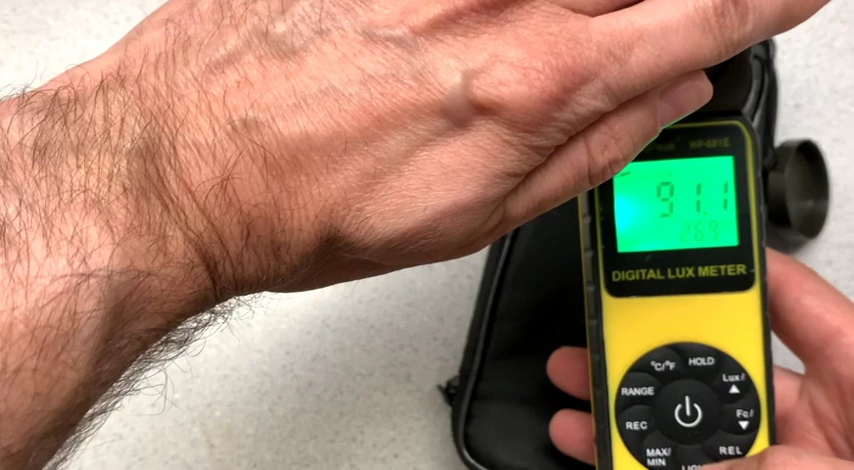 HP-881E
91.1
26.9
DIGITAL LUX METER
°C/°F HOLD
RANGE Lux/▲
REC Fc/▼
MAX/MIN REL